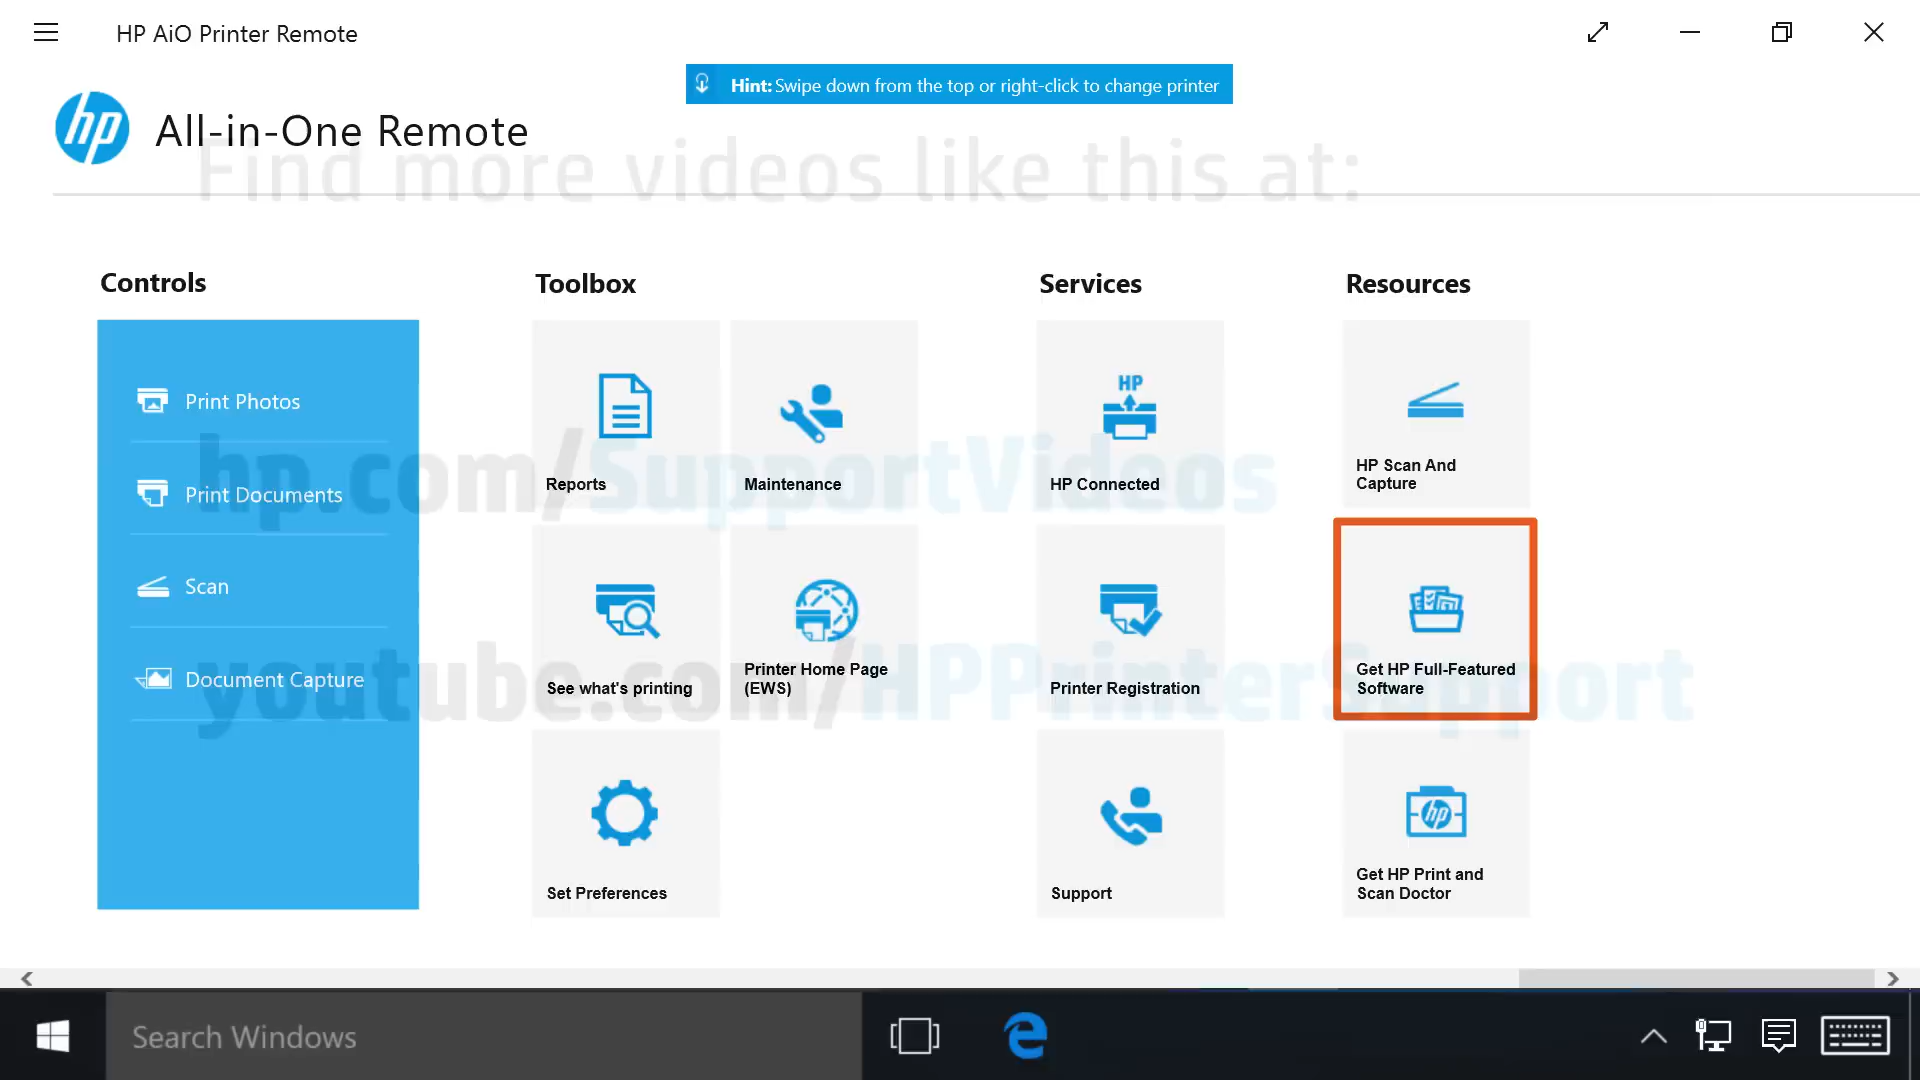 HP AiO Printer Remote
Hint: Swipe down from the top or right-click to change printer
hp
All-in-One Remote
Find more videos like this at:
Controls
Toolbox
Services
Resources
Print Photos
Print Documents
Scan
Document Capture
Reports
Maintenance
HP
HP Connected
HP Scan And
Capture
hp.com/SupportVideos
See what's printing
Printer Home Page
(EWS)
Printer Registration
Get HP Full-Featured
Software
youtube.com/HPPrinterSupport
Set Preferences
Support
hp
Get HP Print and
Scan Doctor
Search Windows